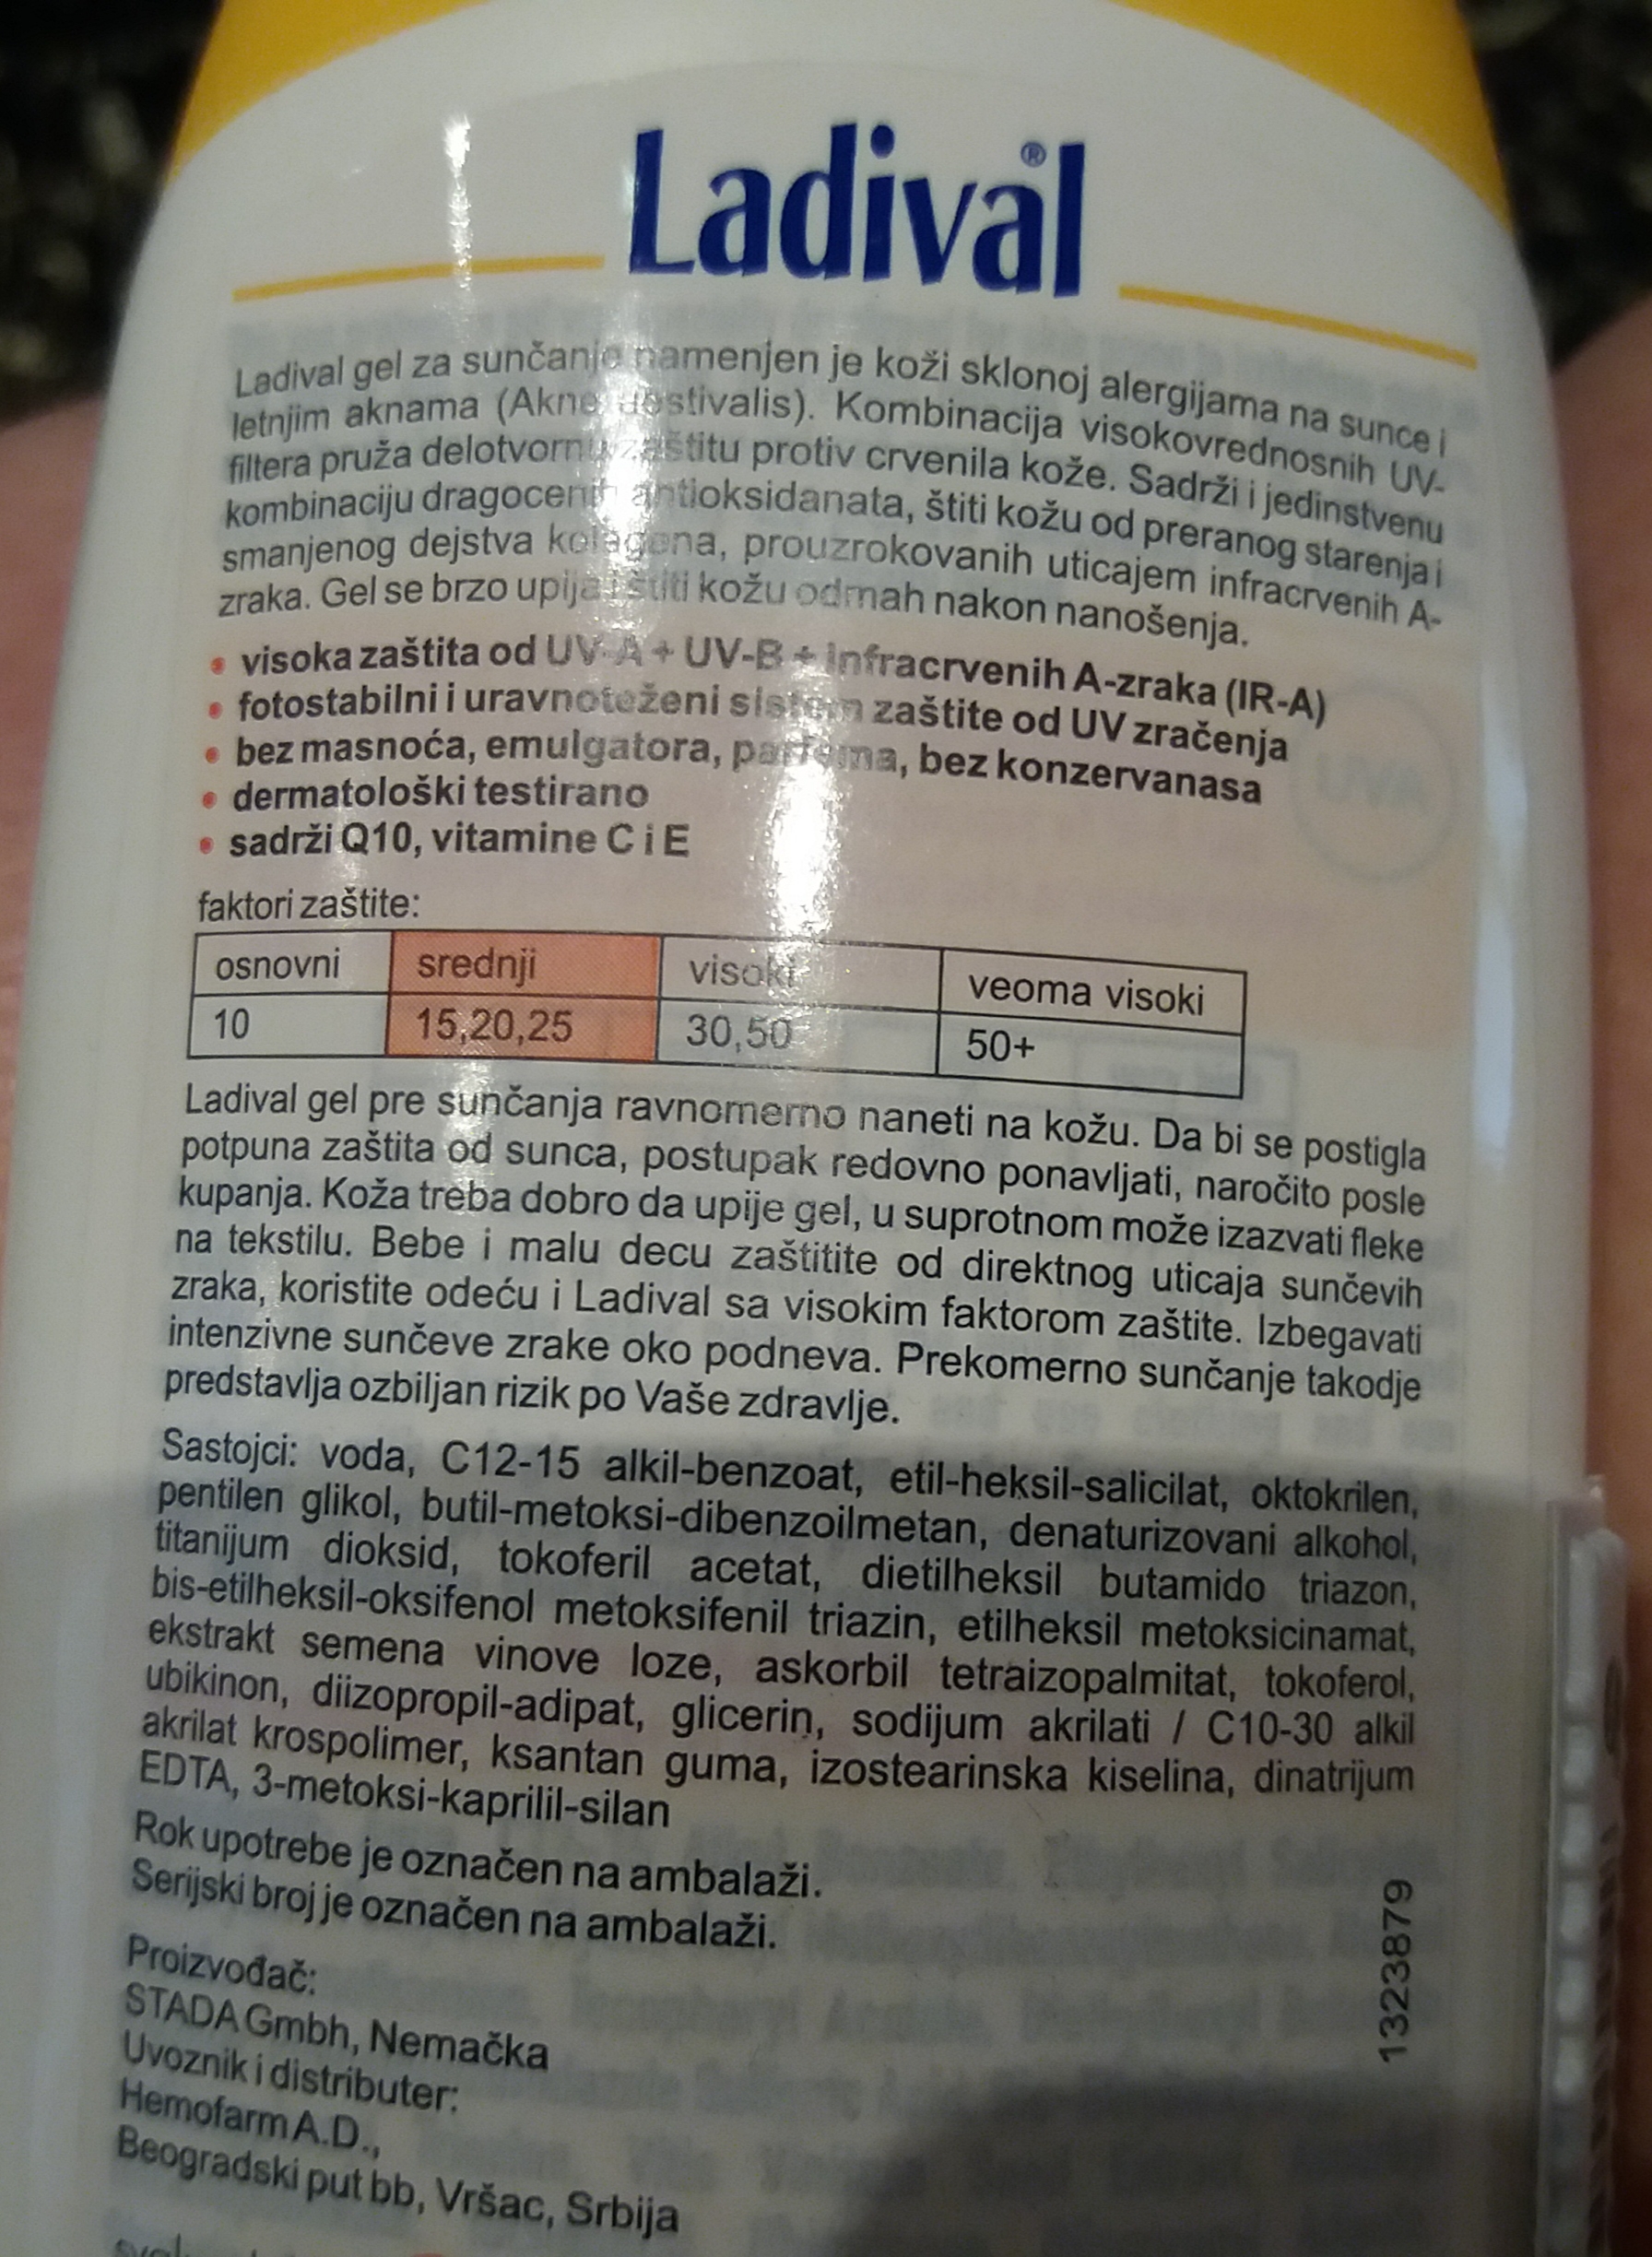 Ladival®
Ladival gel za sunčanje namenjen je koži sklonoj alergijama na sunce i
letnjim aknama (Akne aestivalis). Kombinacija visokovrednosnih UV-
filtera pruža delotvornu zaštitu protiv crvenila kože. Sadrži i jedinstvenu
kombinaciju dragocenih antioksidanata, štiti kožu od preranog starenja i
smanjenog dejstva kolagena, prouzrokovanih uticajem infracrvenih A-
zraka. Gel se brzo upija i štiti kožu odmah nakon nanošenja.
• visoka zaštita od UV-A + UV-B + infracrvenih A-zraka (IR-A)
• fotostabilni i uravnoteženi sistem zaštite od UV zračenja
• bez masnoća, emulgatora, parfema, bez konzervanasa
• dermatološki testirano
• sadrži Q10, vitamine C i E
faktori zaštite:
osnovni srednji visoki veoma visoki
10 15,20,25 30,50 50+
Ladival gel pre sunčanja ravnomerno naneti na kožu. Da bi se postigla
potpuna zaštita od sunca, postupak redovno ponavljati, naročito posle
kupanja. Koža treba dobro da upije gel, u suprotnom može izazvati fleke
na tekstilu. Bebe i malu decu zaštitite od direktnog uticaja sunčevih
zraka, koristite odeću i Ladival sa visokim faktorom zaštite. Izbegavati
intenzivne sunčeve zrake oko podneva. Prekomerno sunčanje takodje
predstavlja ozbiljan rizik po Vaše zdravlje.
Sastojci: voda, C12-15 alkil-benzoat, etil-heksil-salicilat, oktokrilen,
pentilen glikol, butil-metoksi-dibenzoilmetan, denaturizovani alkohol,
titanijum dioksid, tokoferil acetat, dietilheksil butamido triazon,
bis-etilheksil-oksifenol metoksifenil triazin, etilheksil metoksicinamat,
ekstrakt semena vinove loze, askorbil tetraizopalmitat, tokoferol,
ubikinon, diizopropil-adipat, glicerin, sodijum akrilati / C10-30 alkil
akrilat krospolimer, ksantan guma, izostearinska kiselina, dinatrijum
EDTA, 3-metoksi-kaprilil-silan
Rok upotrebe je označen na ambalaži.
Serijski broj je označen na ambalaži.
Proizvođač:
STADA Gmbh, Nemačka
Uvoznik i distributer:
Hemofarm A.D.,
Beogradski put bb, Vršac, Srbija
1323879